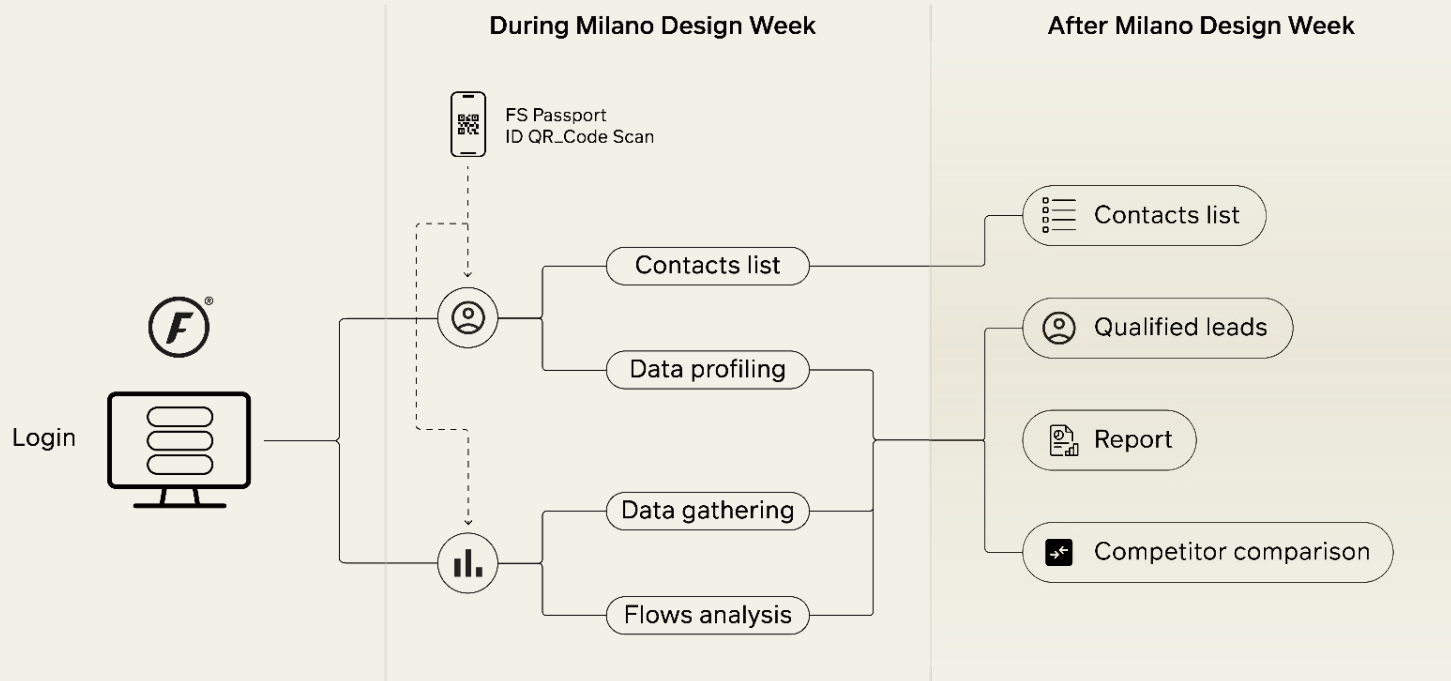 During Milano Design Week
After Milano Design Week
FS Passport
ID QR_Code Scan
Contacts list
Contacts list
F®
Qualified leads
Data profiling
Login
Report
Data gathering
Competitor comparison
Flows analysis